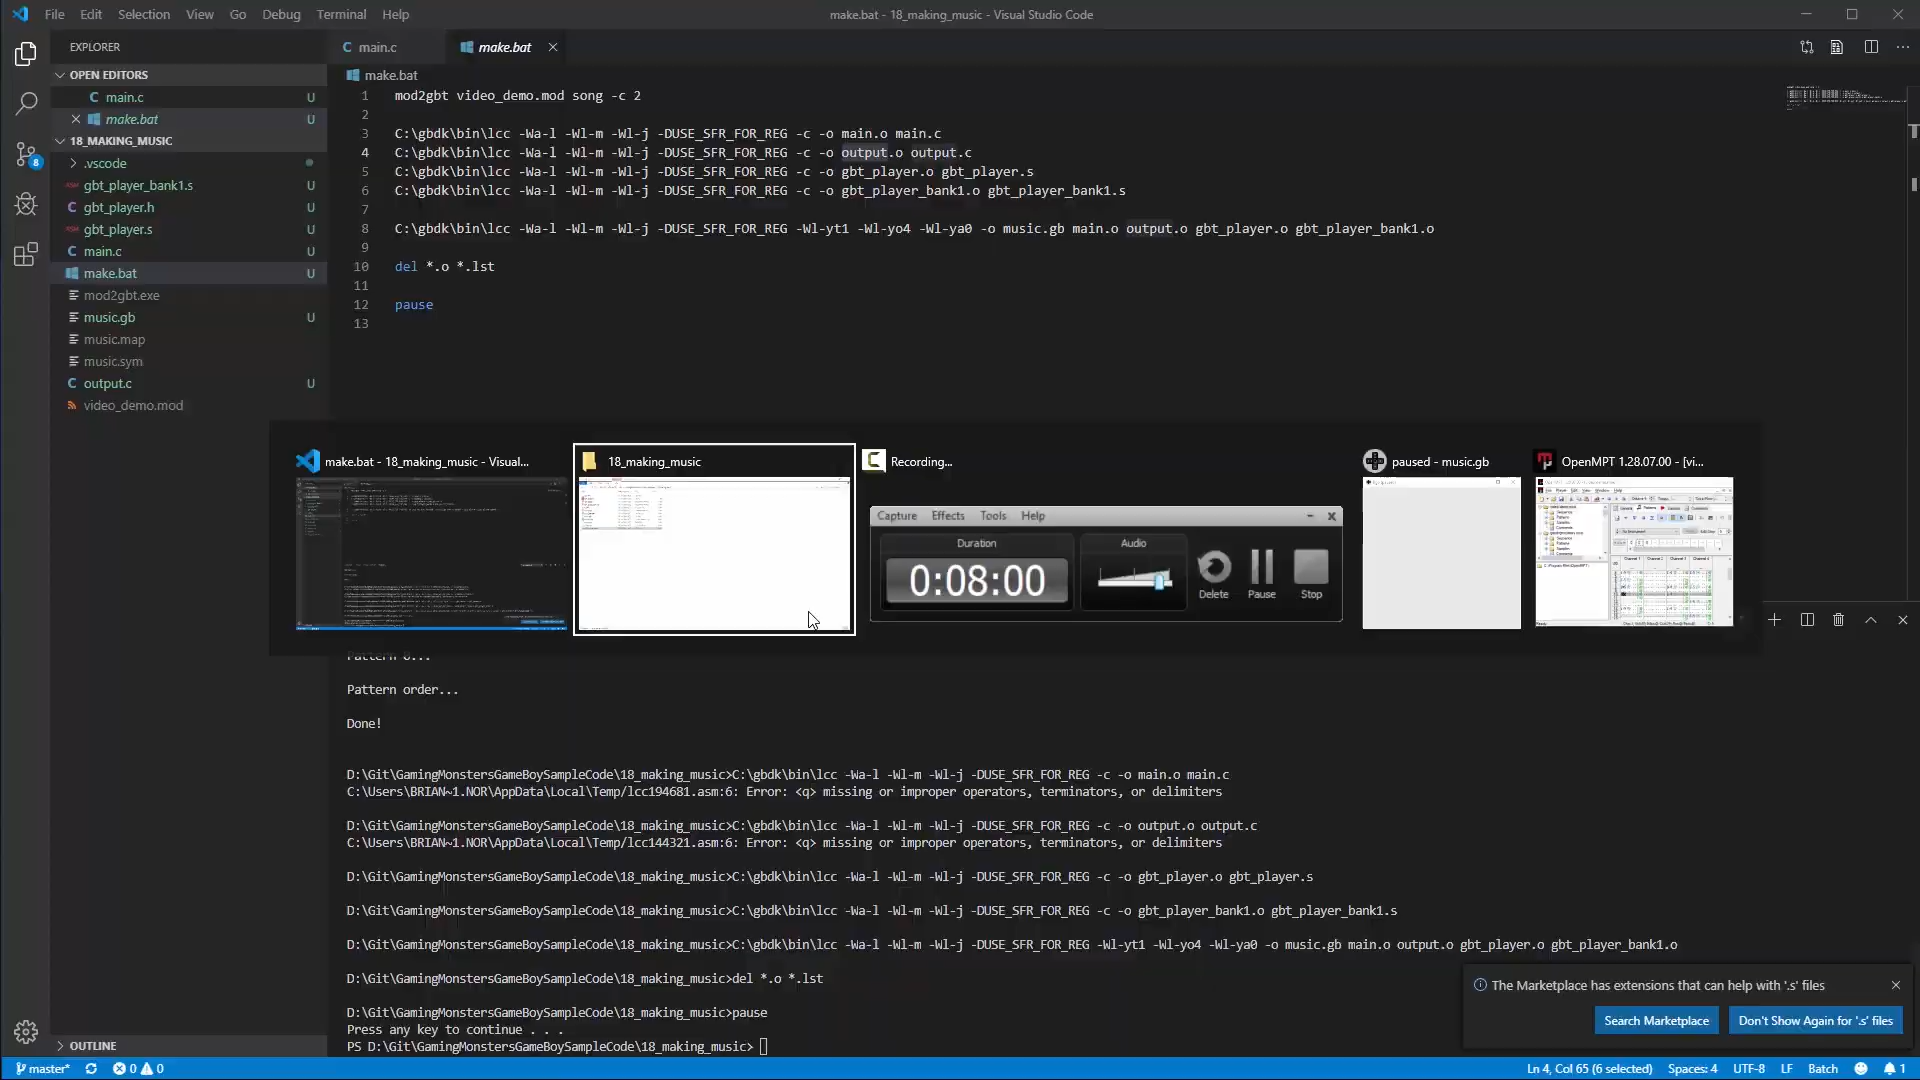 File Edit Selection View Go Debug Terminal Help
make.bat - 18_making_music - Visual Studio Code
EXPLORER
OPEN EDITORS
main.c U
make.bat U
18_MAKING_MUSIC
.vscode
gbt_player_bank1.s U
gbt_player.h U
gbt_player.s U
main.c U
make.bat U
mod2gbt.exe
music.gb U
music.map
music.sym
output.c U
video_demo.mod
OUTLINE
8
main.c make.bat
make.bat
1 mod2gbt video_demo.mod song -c 2
2
3 C:\gbdk\bin\lcc -Wa-l -Wl-m -Wl-j -DUSE_SFR_FOR_REG -c -o main.o main.c
4 C:\gbdk\bin\lcc -Wa-l -Wl-m -Wl-j -DUSE_SFR_FOR_REG -c -o output.o output.c
5 C:\gbdk\bin\lcc -Wa-l -Wl-m -Wl-j -DUSE_SFR_FOR_REG -c -o gbt_player.o gbt_player.s
6 C:\gbdk\bin\lcc -Wa-l -Wl-m -Wl-j -DUSE_SFR_FOR_REG -c -o gbt_player_bank1.o gbt_player_bank1.s
7
8 C:\gbdk\bin\lcc -Wa-l -Wl-m -Wl-j -DUSE_SFR_FOR_REG -Wl-yt1 -Wl-yo4 -Wl-ya0 -o music.gb main.o output.o gbt_player.o gbt_player_bank1.o
9
10 del *.o *.lst
11
12 pause
13
make.bat - 18_making_music - Visual...
18_making_music
Recording...
paused - music.gb
OpenMPT 1.28.07.00 - [vi...
Capture Effects Tools Help
Duration
0:08:00
Audio
Delete Pause Stop
Pattern order...
Done!
D:\Git\GamingMonstersGameBoySampleCode\18_making_music>C:\gbdk\bin\lcc -Wa-l -Wl-m -Wl-j -DUSE_SFR_FOR_REG -c -o main.o main.c
C:\Users\BRIAN~1.NOR\AppData\Local\Temp/lcc194681.asm:6: Error: <q> missing or improper operators, terminators, or delimiters
D:\Git\GamingMonstersGameBoySampleCode\18_making_music>C:\gbdk\bin\lcc -Wa-l -Wl-m -Wl-j -DUSE_SFR_FOR_REG -c -o output.o output.c
C:\Users\BRIAN~1.NOR\AppData\Local\Temp/lcc144321.asm:6: Error: <q> missing or improper operators, terminators, or delimiters
D:\Git\GamingMonstersGameBoySampleCode\18_making_music>C:\gbdk\bin\lcc -Wa-l -Wl-m -Wl-j -DUSE_SFR_FOR_REG -c -o gbt_player.o gbt_player.s
D:\Git\GamingMonstersGameBoySampleCode\18_making_music>C:\gbdk\bin\lcc -Wa-l -Wl-m -Wl-j -DUSE_SFR_FOR_REG -c -o gbt_player_bank1.o gbt_player_bank1.s
D:\Git\GamingMonstersGameBoySampleCode\18_making_music>C:\gbdk\bin\lcc -Wa-l -Wl-m -Wl-j -DUSE_SFR_FOR_REG -Wl-yt1 -Wl-yo4 -Wl-ya0 -o music.gb main.o output.o gbt_player.o gbt_player_bank1.o
D:\Git\GamingMonstersGameBoySampleCode\18_making_music>del *.o *.lst
D:\Git\GamingMonstersGameBoySampleCode\18_making_music>pause
Press any key to continue . . .
PS D:\Git\GamingMonstersGameBoySampleCode\18_making_music>
The Marketplace has extensions that can help with '.s' files
Search Marketplace
Don't Show Again for '.s' files
master* 0 0
Ln 4, Col 65 (6 selected) Spaces: 4 UTF-8 LF Batch 1